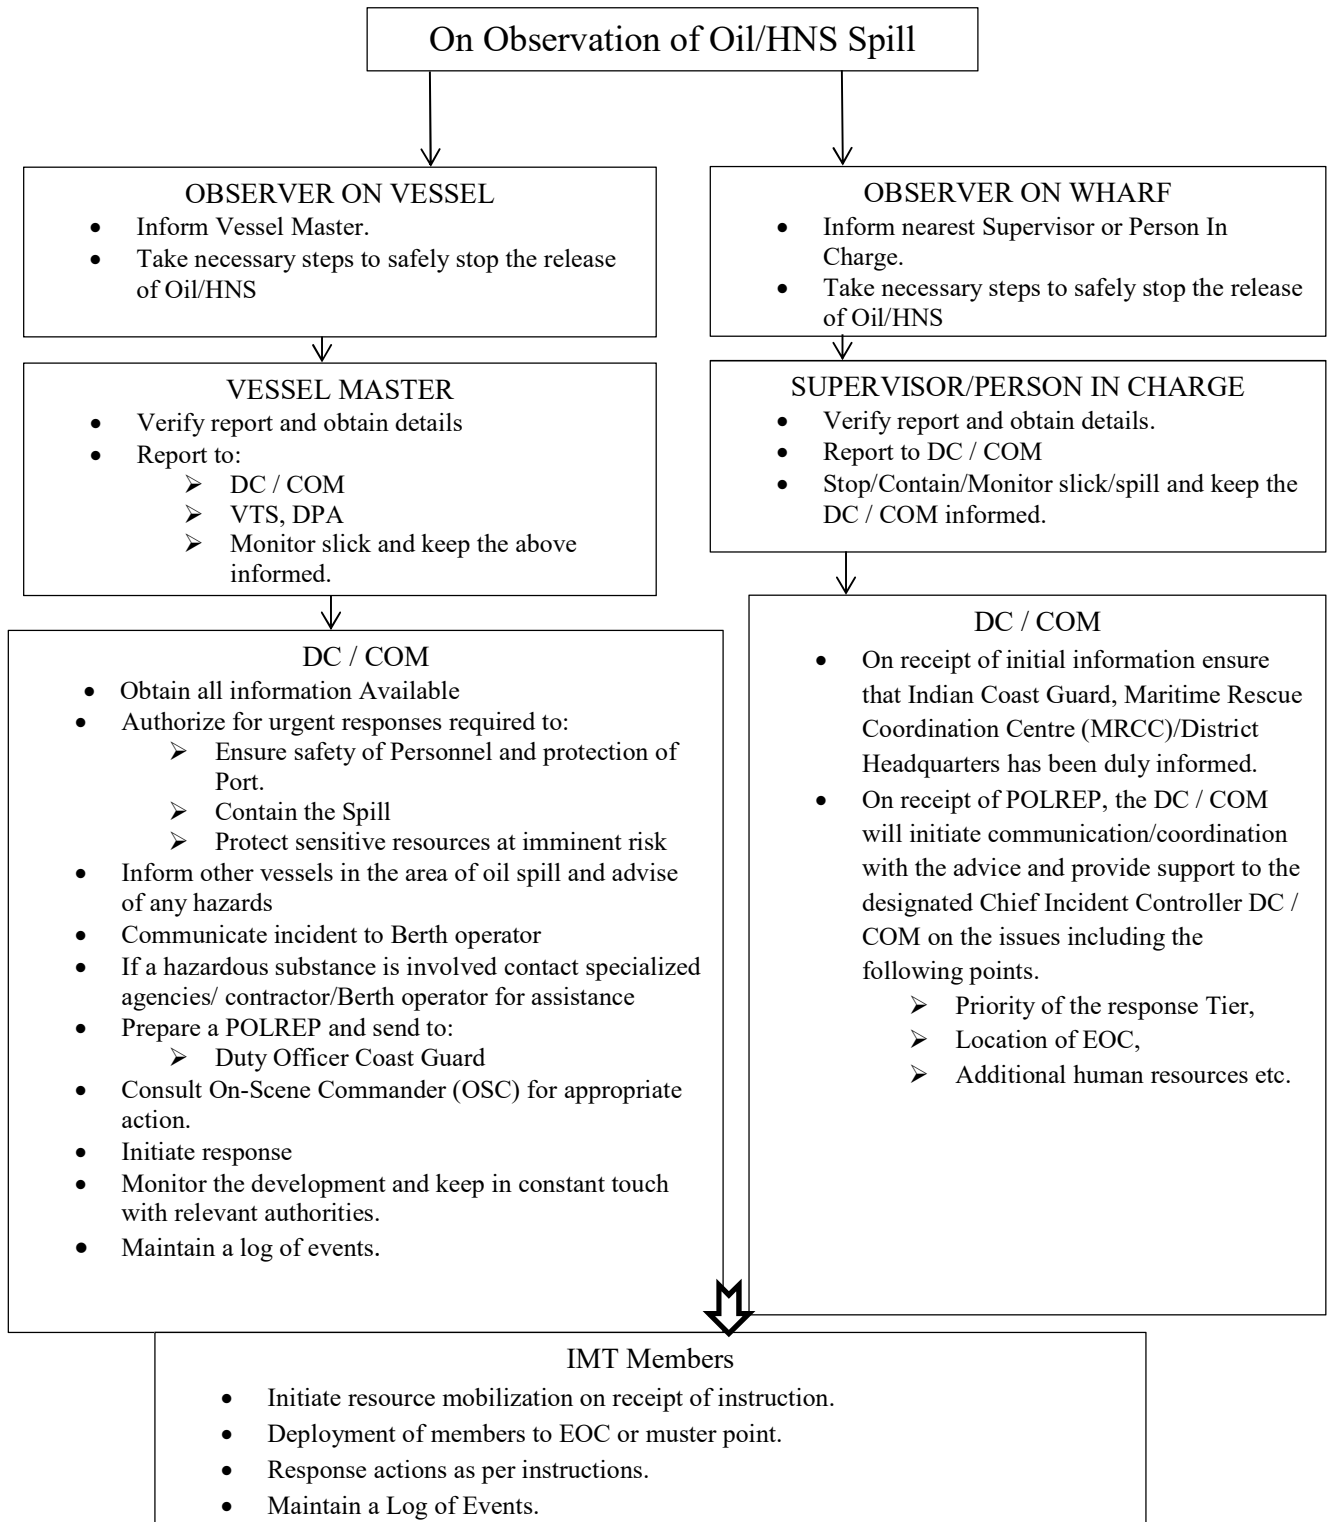 On Observation of Oil/HNS Spill
OBSERVER ON VESSEL
• Inform Vessel Master.
• Take necessary steps to safely stop the release
of Oil/HNS
OBSERVER ON WHARF
• Inform nearest Supervisor or Person In
Charge.
• Take necessary steps to safely stop the release
of Oil/HNS
VESSEL MASTER
• Verify report and obtain details
• Report to:
➢ DC / COM
➢ VTS, DPA
➢ Monitor slick and keep the above
informed.
SUPERVISOR/PERSON IN CHARGE
• Verify report and obtain details.
• Report to DC / COM
• Stop/Contain/Monitor slick/spill and keep the
DC / COM informed.
DC / COM
• Obtain all information Available
• Authorize for urgent responses required to:
➢ Ensure safety of Personnel and protection of
Port.
➢ Contain the Spill
➢ Protect sensitive resources at imminent risk
• Inform other vessels in the area of oil spill and advise
of any hazards
• Communicate incident to Berth operator
• If a hazardous substance is involved contact specialized
agencies/ contractor/Berth operator for assistance
• Prepare a POLREP and send to:
➢ Duty Officer Coast Guard
• Consult On-Scene Commander (OSC) for appropriate
action.
• Initiate response
• Monitor the development and keep in constant touch
with relevant authorities.
• Maintain a log of events.
DC / COM
• On receipt of initial information ensure
that Indian Coast Guard, Maritime Rescue
Coordination Centre (MRCC)/District
Headquarters has been duly informed.
• On receipt of POLREP, the DC / COM
will initiate communication/coordination
with the advice and provide support to the
designated Chief Incident Controller DC /
COM on the issues including the
following points.
➢ Priority of the response Tier,
➢ Location of EOC,
➢ Additional human resources etc.
IMT Members
• Initiate resource mobilization on receipt of instruction.
• Deployment of members to EOC or muster point.
• Response actions as per instructions.
• Maintain a Log of Events.